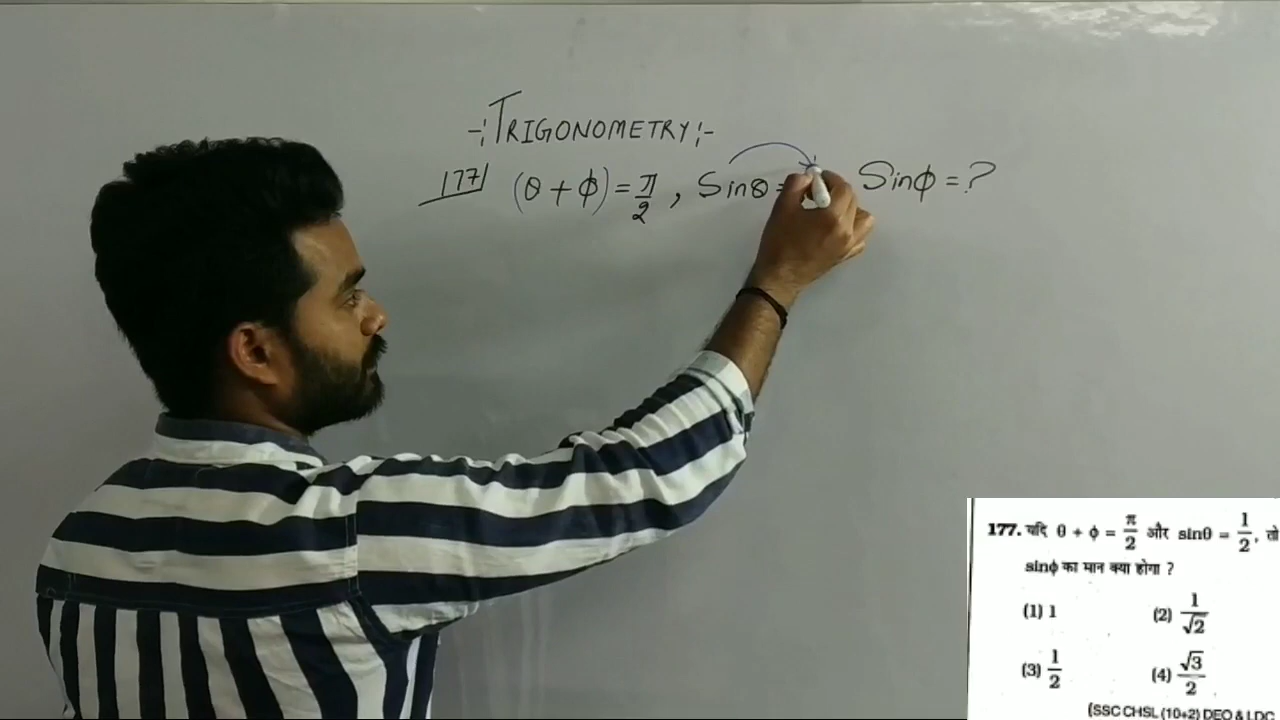 -:TRIGONOMETRY:-
177 (θ + ϕ) = π/2 , Sinθ = Sinϕ = ?
177. यदि θ + ϕ = π/2 और sinθ = 1/2, तो
sinϕ का मान क्या होगा ?
(1) 1 (2) 1/√2
(3) 1/2 (4) √3/2
(SSC CHSL (10+2) DEO & LDC